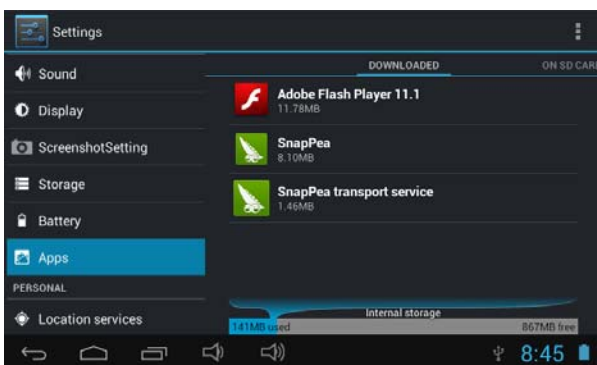 Settings
Sound
Display
ScreenshotSetting
Storage
Battery
Apps
PERSONAL
Location services
DOWNLOADED
ON SD CAR
Adobe Flash Player 11.1
11.78MB
SnapPea
8.10MB
SnapPea transport service
1.46MB
Internal storage
141MB used
867MB free
8:45